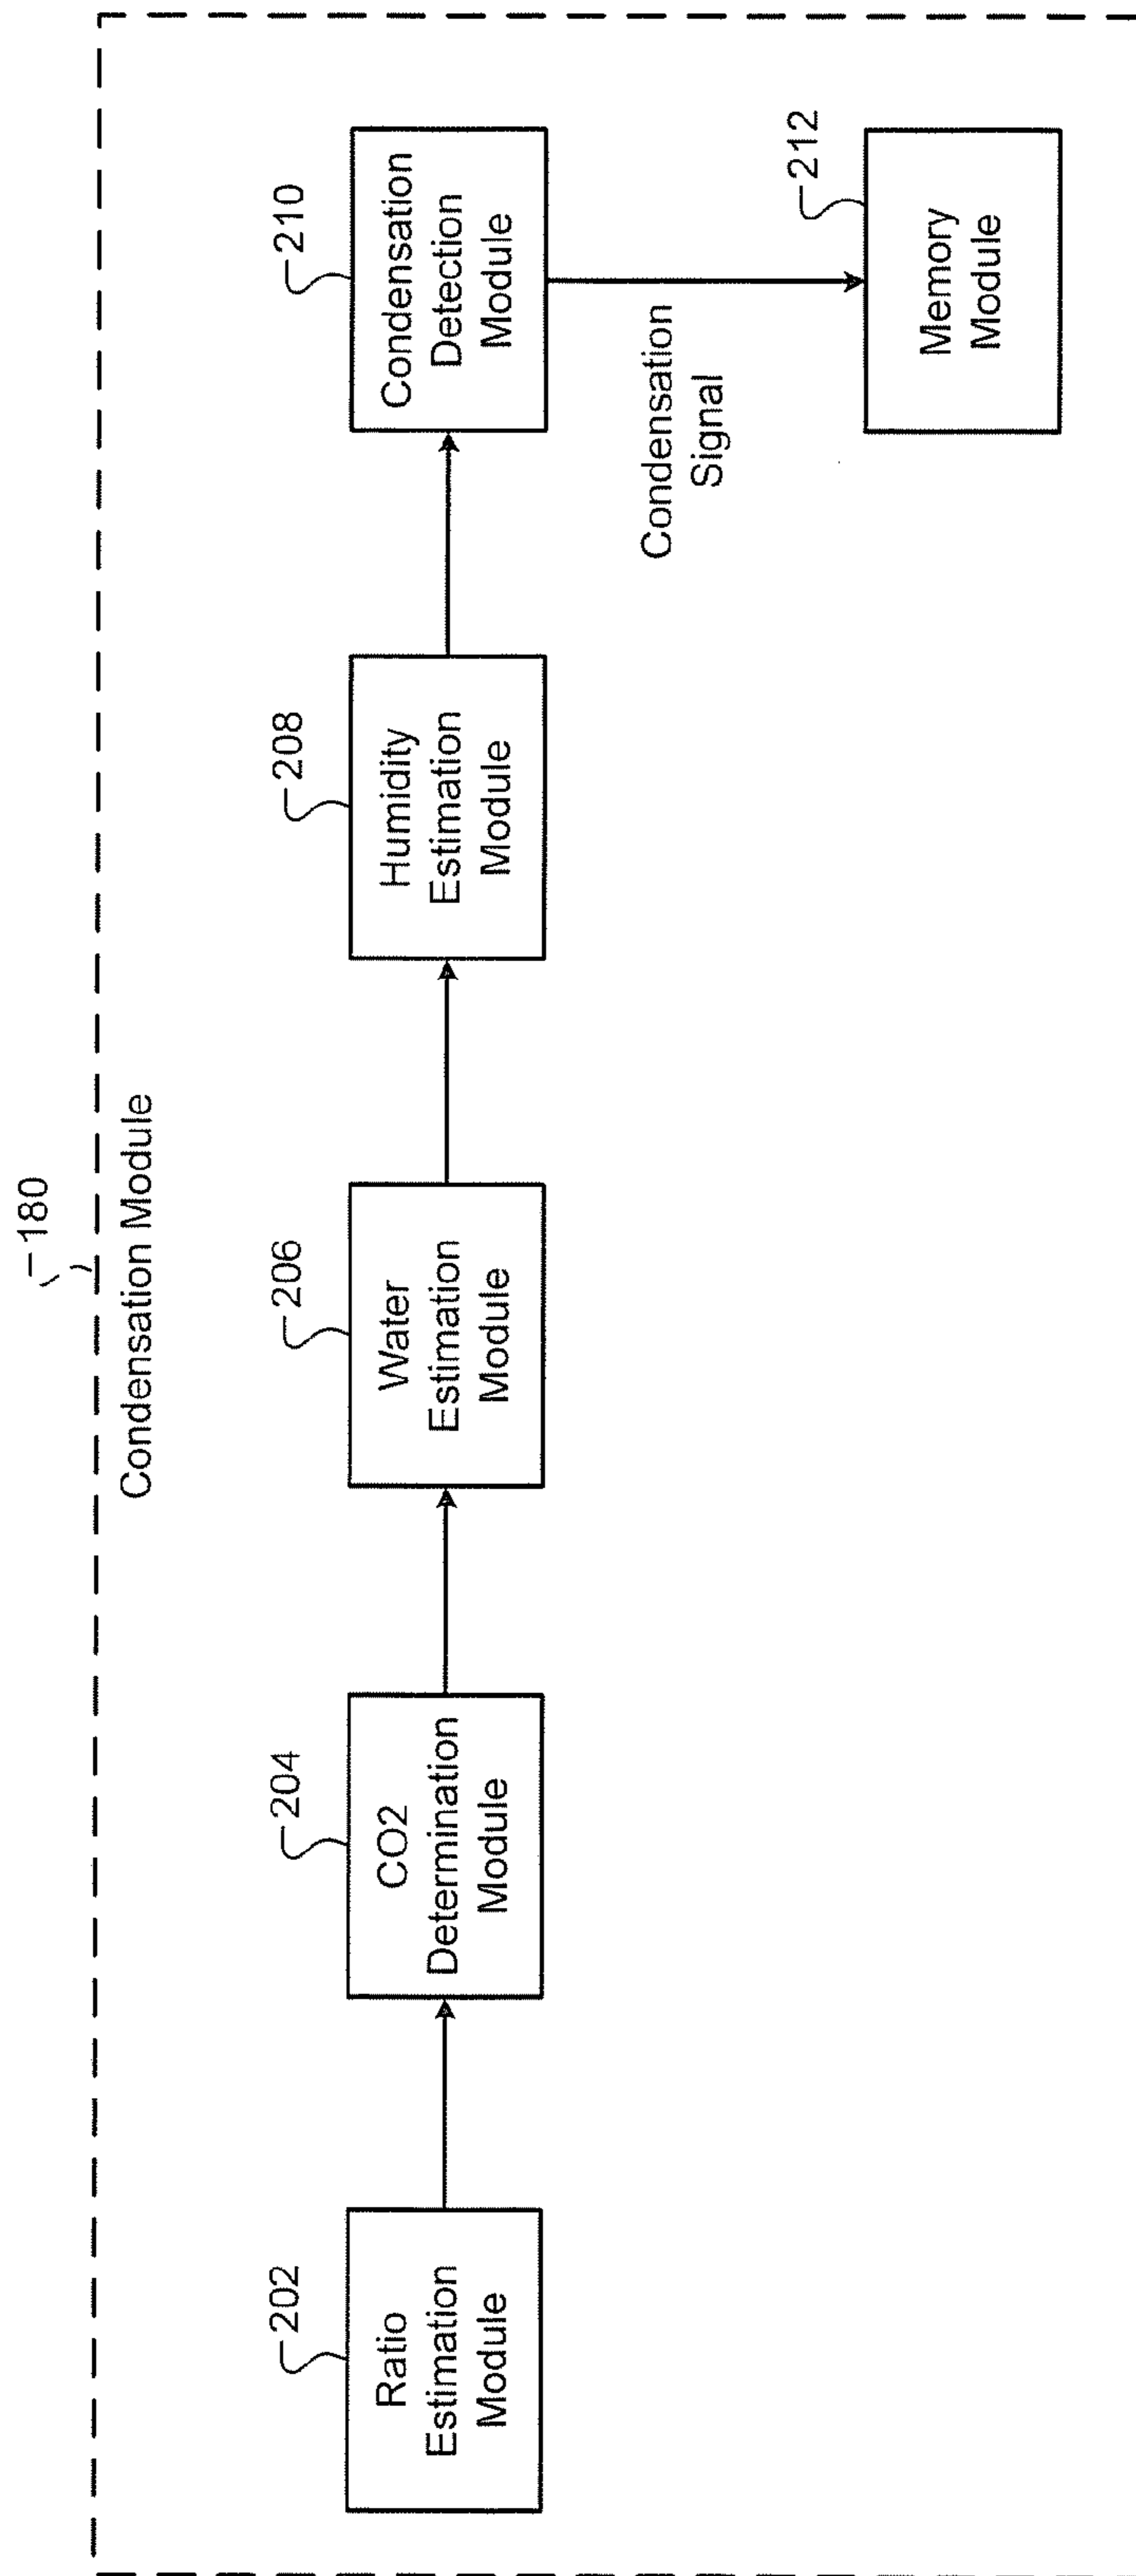 180
Condensation Module
202
Ratio
Estimation
Module
204
CO2
Determination
Module
206
Water
Estimation
Module
208
Humidity
Estimation
Module
210
Condensation
Detection
Module
Condensation
Signal
212
Memory
Module